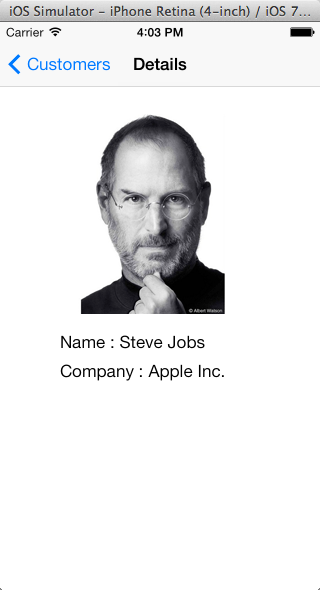 iOS Simulator - iPhone Retina (4-inch) / iOS 7...
Carrier 4:03 PM
Customers Details
© Albert Watson
Name : Steve Jobs
Company : Apple Inc.